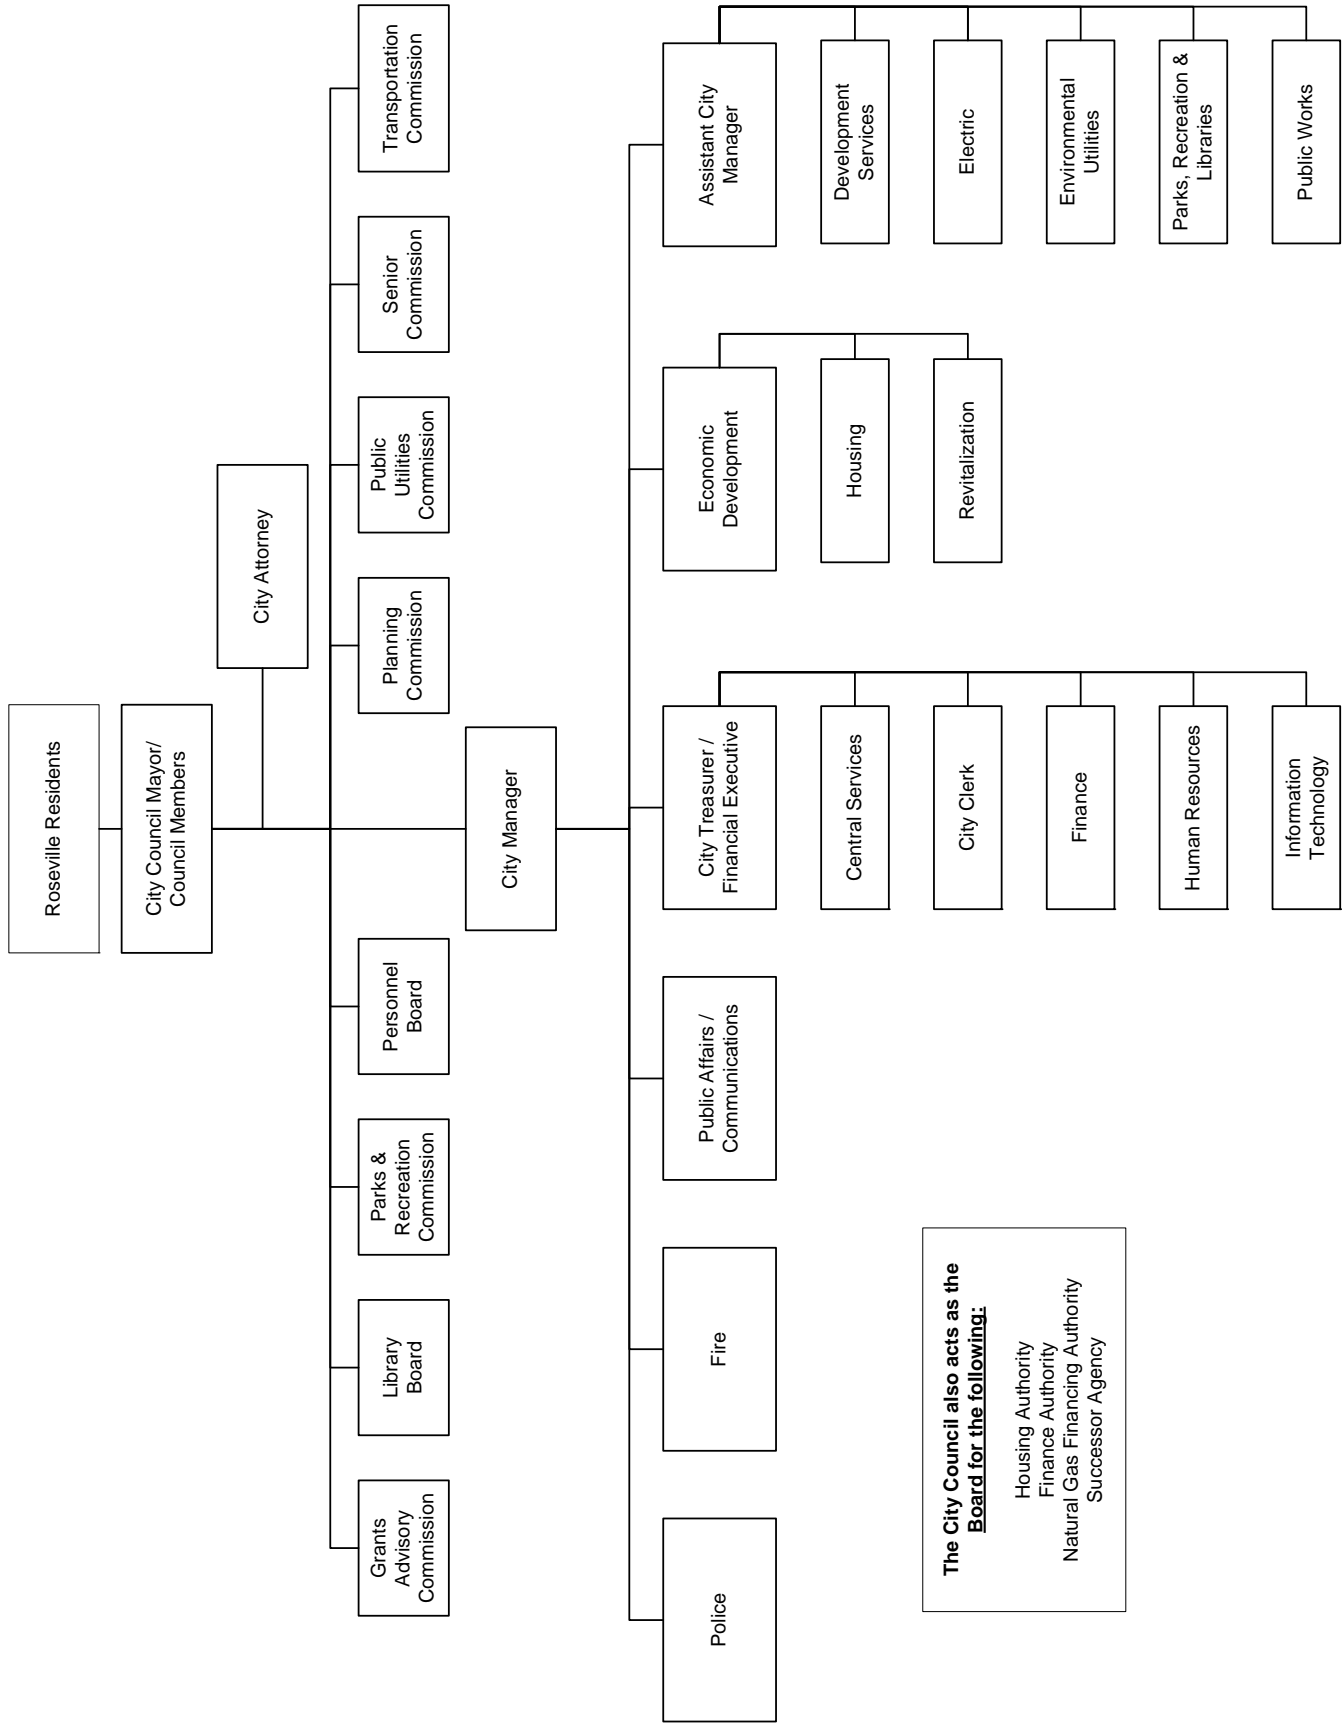 Roseville Residents
City Council Mayor/
Council Members
City Attorney
Grants
Advisory
Commission
Library
Board
Parks &
Recreation
Commission
Personnel
Board
Planning
Commission
Public
Utilities
Commission
Senior
Commission
Transportation
Commission
City Manager
Police
Fire
Public Affairs /
Communications
City Treasurer /
Financial Executive
Central Services
City Clerk
Finance
Human Resources
Information
Technology
Economic
Development
Housing
Revitalization
Assistant City
Manager
Development
Services
Electric
Environmental
Utilities
Parks, Recreation &
Libraries
Public Works
The City Council also acts as the
Board for the following:
Housing Authority
Finance Authority
Natural Gas Financing Authority
Successor Agency